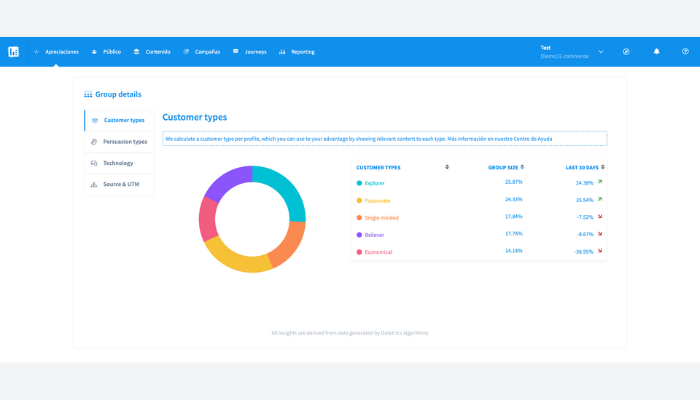 Apreciaciones Público Contenido Campañas Journeys Reporting
Test
[Demo] E-commerce
Group details
Customer types
Persuasion types
Technology
Source & UTM
Customer types
We calculate a customer type per profile, which you can use to your advantage by showing relevant content to each type. Más información en nuestro Centro de Ayuda
CUSTOMER TYPES GROUP SIZE LAST 30 DAYS
Explorer 25.87% 24.38%
Passionate 24.33% 35.54%
Single minded 17.84% -7.52%
Believer 17.78% -8.67%
Economical 14.18% -36.55%
All insights are derived from data generated by Datatrics algorithms